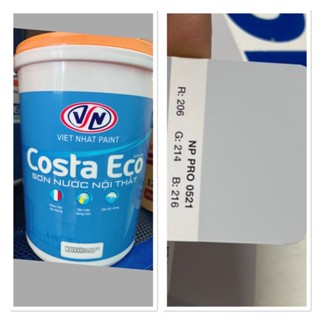 VN
VIET NHAT PAINT
Costa Eco
SƠN NƯỚC NỘI THẤT
NP PRO 0521
R: 206 G: 214 B: 216